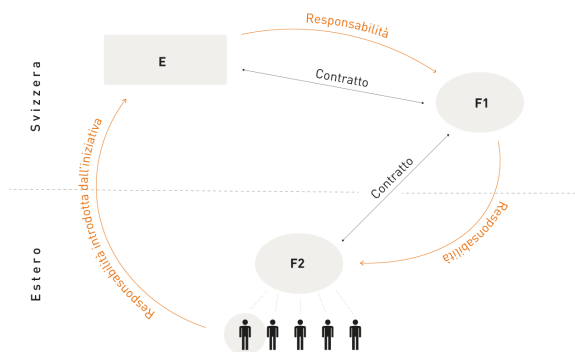 Responsabilità
E
Contratto
F1
Svizzera
Responsabilità introdotta dall'iniziativa
Contratto
Responsabilità
Estero
F2